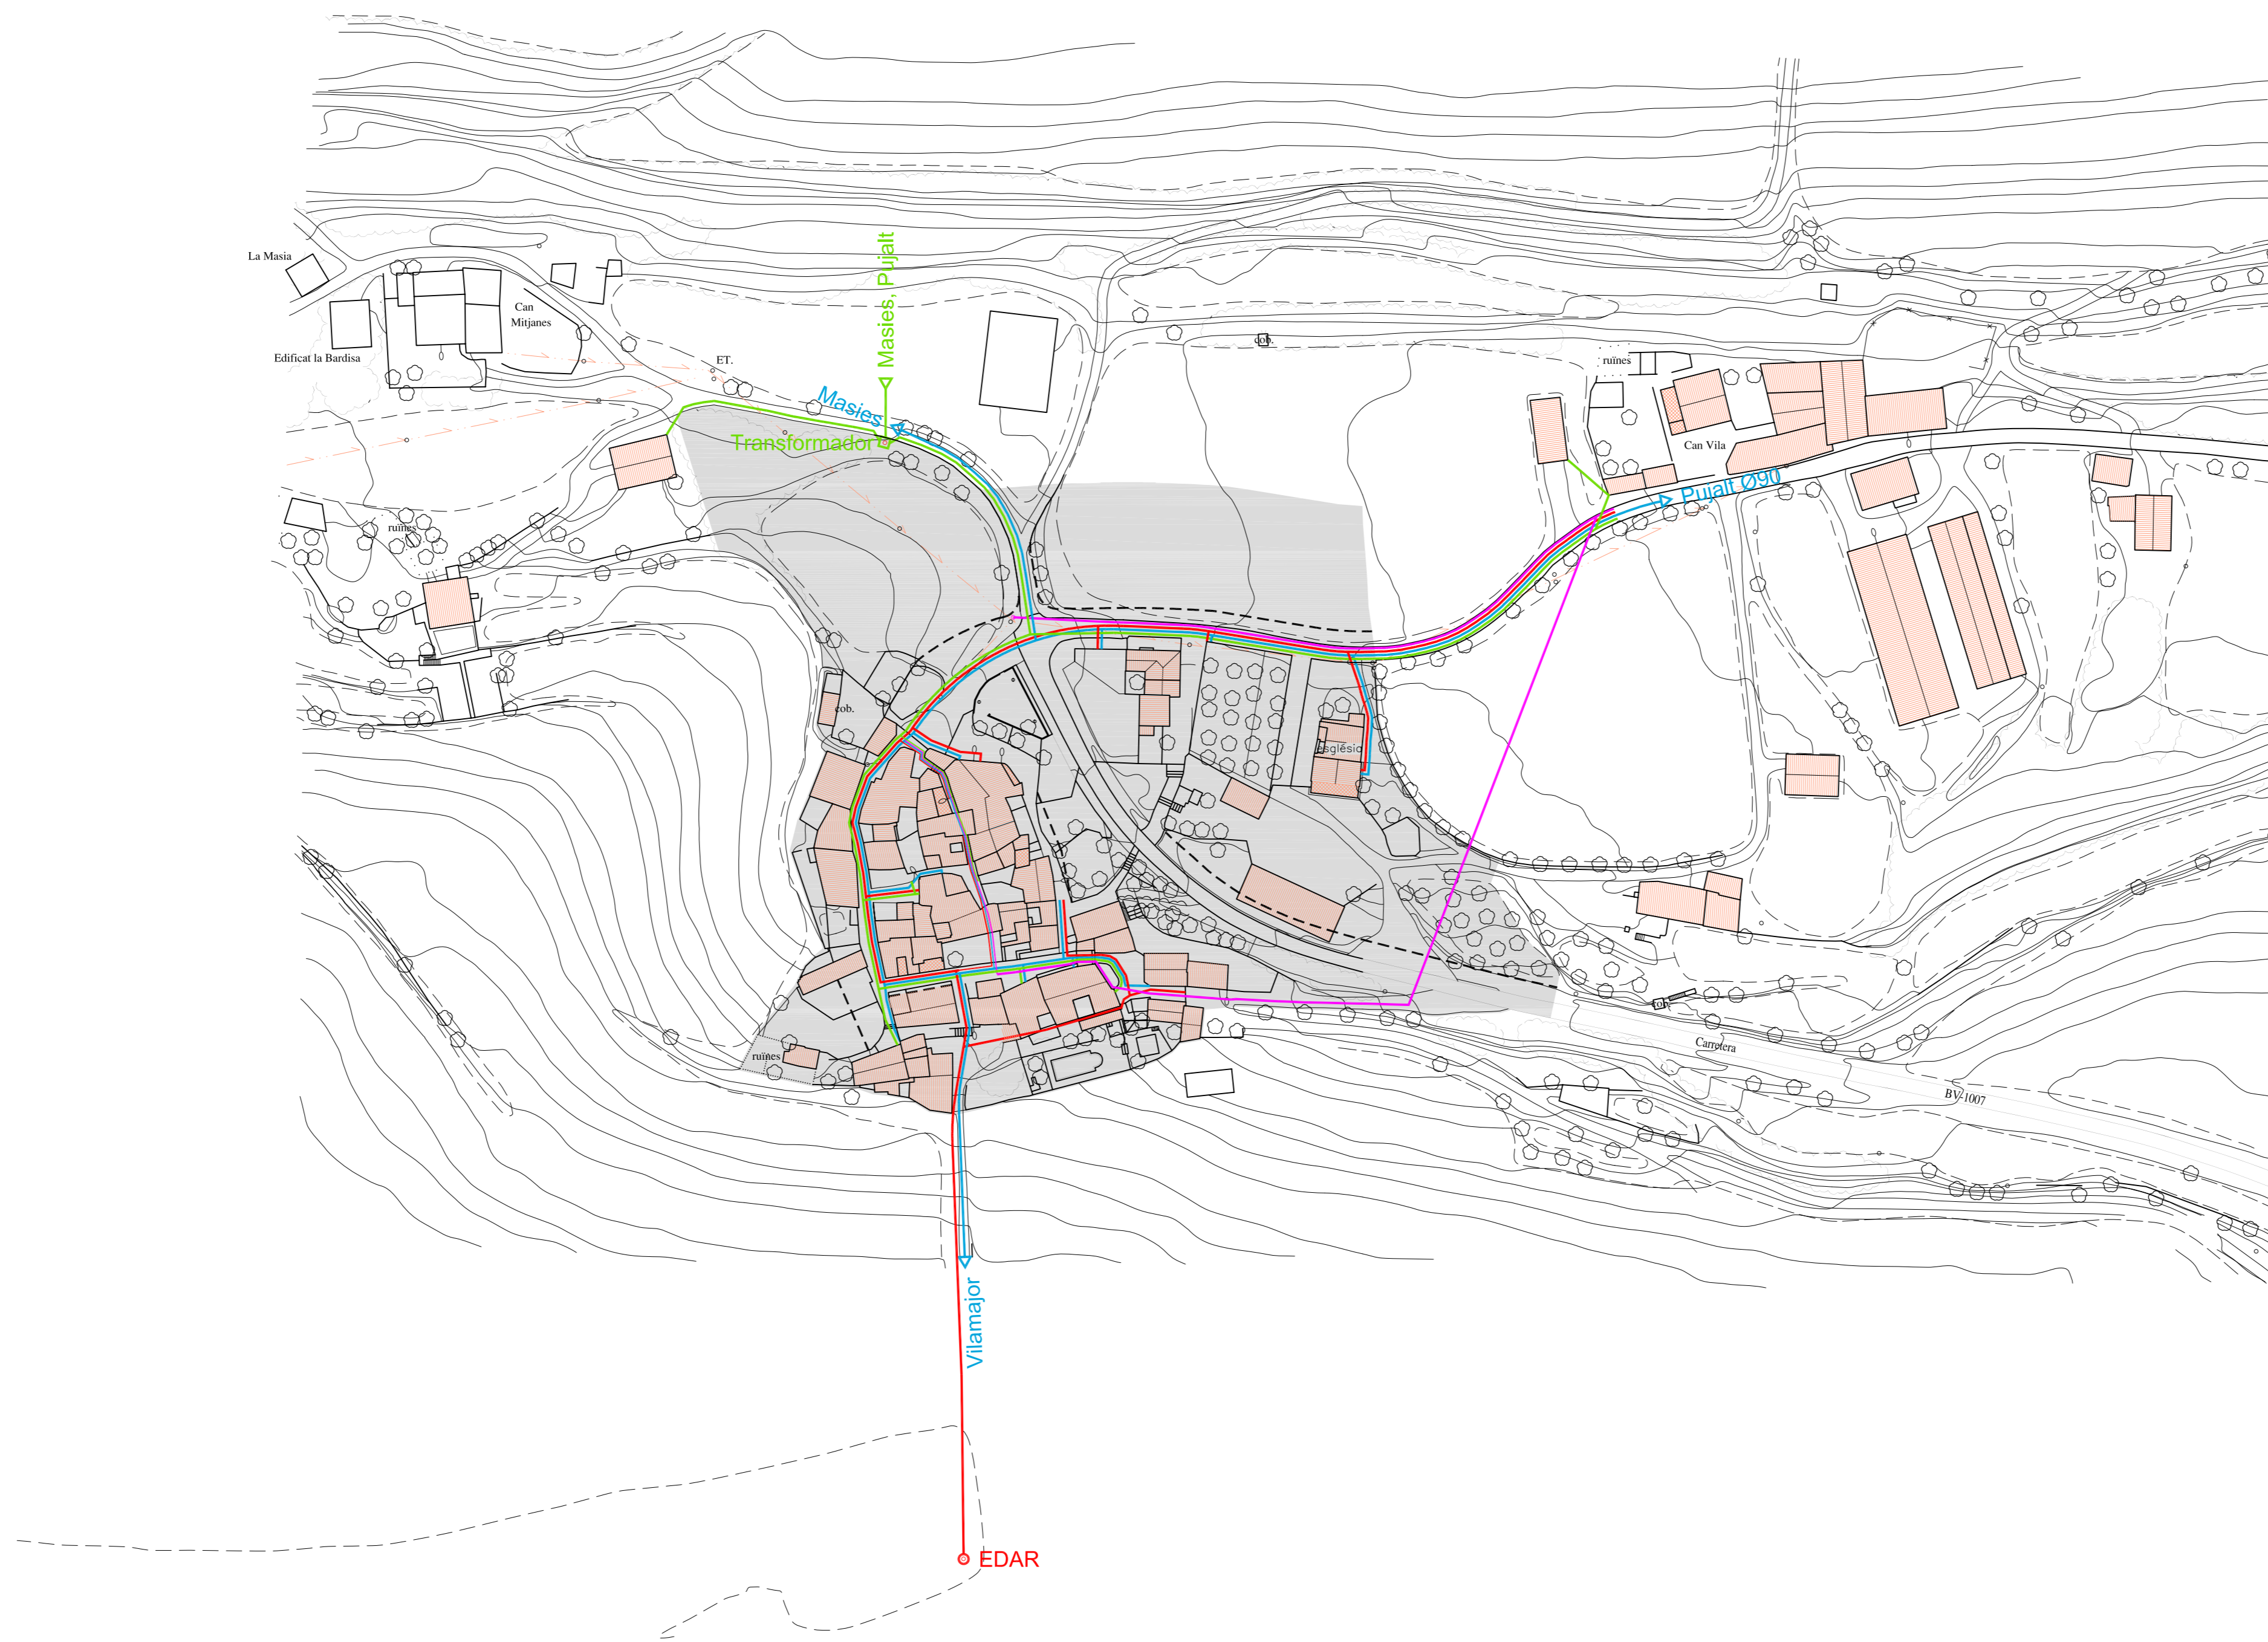 Masies, Pujalt
La Masia
Can
Mitjanes
Edificat la Bardisa
ET.
cob.
ruïnes
Masies
Transformador
Can Vila
Pujalt Ø90
ruïnes
cob.
església
cob.
ruïnes
Carretera
BV-1007
Vilamajor
EDAR